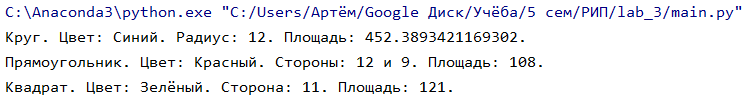 C:\Anaconda3\python.exe "C:/Users/Артём/Google Диск/Учёба/5 сем/РИП/lab_3/main.py"
Круг. Цвет: Синий. Радиус: 12. Площадь: 452.3893421169302.
Прямоугольник. Цвет: Красный. Стороны: 12 и 9. Площадь: 108.
Квадрат. Цвет: Зелёный. Сторона: 11. Площадь: 121.